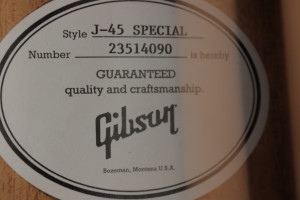 Style J-45 SPECIAL
Number 23514090 is hereby
GUARANTEED
quality and craftsmanship.
Gibson
Bozeman, Montana U.S.A.